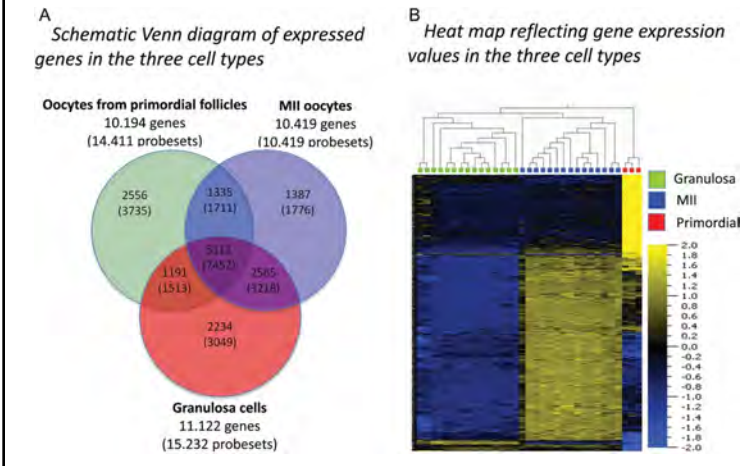 A
Schematic Venn diagram of expressed
genes in the three cell types
Oocytes from primordial follicles
10.194 genes
(14.411 probesets)
MII oocytes
10.419 genes
(10.419 probesets)
2556
(3735)
1335
(1711)
1387
(1776)
5112
(7452)
1191
(1513)
2585
(3218)
2234
(3049)
Granulosa cells
11.122 genes
(15.232 probesets)
B
Heat map reflecting gene expression
values in the three cell types
Granulosa
MII
Primordial
2.0
1.8
1.6
1.4
1.2
1.0
0.8
0.6
0.4
0.2
0.0
-0.2
-0.4
-0.6
-0.8
-1.0
-1.2
-1.4
-1.6
-1.8
-2.0